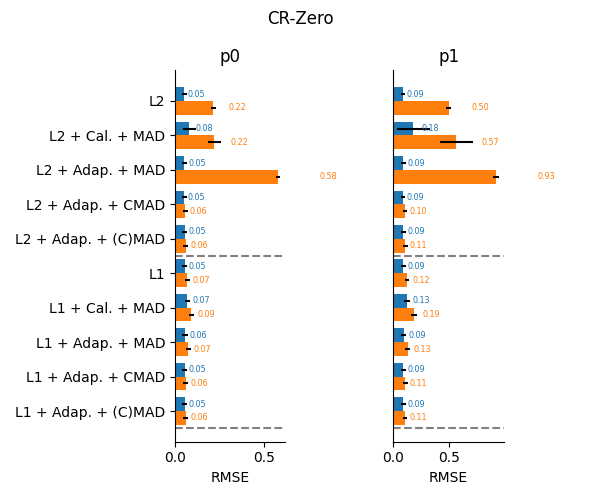 CR-Zero
p0 p1
L2 0.05 0.22 0.09 0.50
L2 + Cal. + MAD 0.08 0.22 0.18 0.57
L2 + Adap. + MAD 0.05 0.58 0.09 0.93
L2 + Adap. + CMAD 0.05 0.06 0.09 0.10
L2 + Adap. + (C)MAD 0.05 0.06 0.09 0.11
L1 0.05 0.07 0.09 0.12
L1 + Cal. + MAD 0.07 0.09 0.13 0.19
L1 + Adap. + MAD 0.06 0.07 0.09 0.13
L1 + Adap. + CMAD 0.05 0.06 0.09 0.11
L1 + Adap. + (C)MAD 0.05 0.06 0.09 0.11
0.0 0.5 0.0 0.5
RMSE RMSE